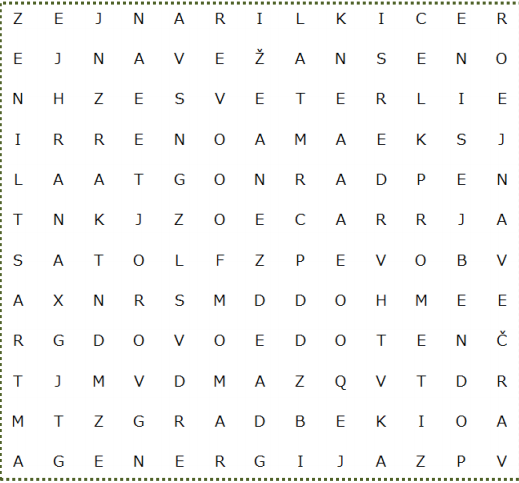 Z E J N A R I L K I C E R
E J N A V E Ž A N S E N O
N H Z E S V E T E R L I E
I R R E N O A M A E K S J
L A A T G O N R A D P E N
T N K J Z O E C A R R J A
S A T O L F Z P E V O B V
A X N R S M D D O H M E E
R G D O V O E D O T E N Č
T J M V D M A Z Q V T D R
M T Z G R A D B E K I O A
A G E N E R G I J A Z P V